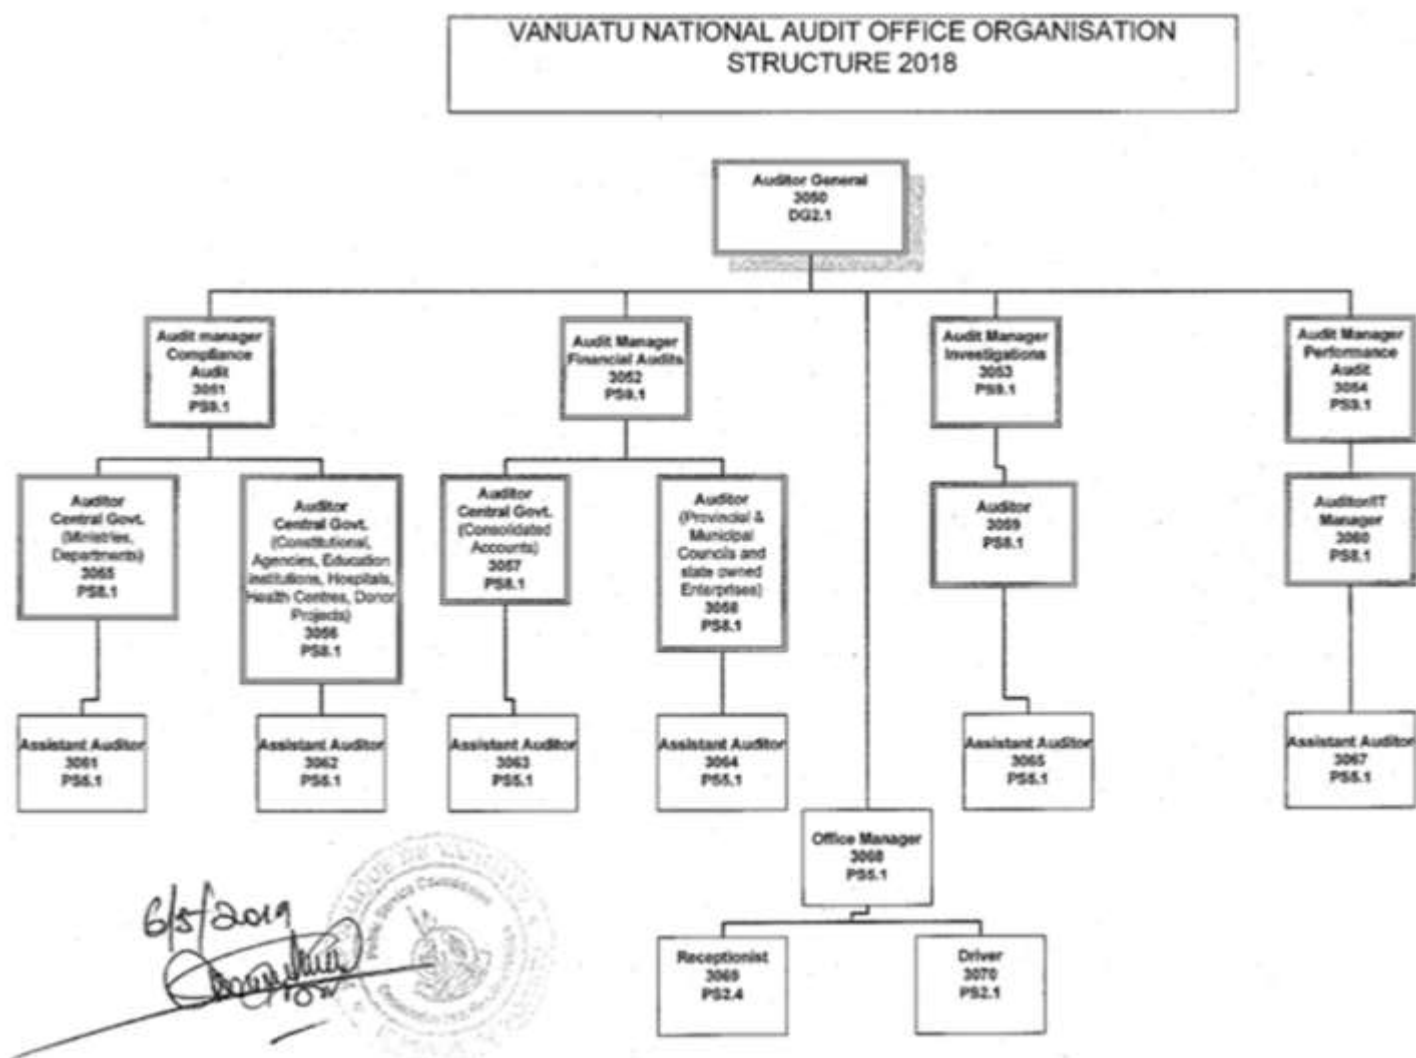 VANUATU NATIONAL AUDIT OFFICE ORGANISATION
STRUCTURE 2018
Auditor General
3050
DG2.1
Audit manager
Compliance
Audit
3051
PS9.1
Audit Manager
Financial Audits
3052
PS9.1
Audit Manager
Investigations
3053
PS9.1
Audit Manager
Performance
Audit
3054
PS9.1
Auditor
Central Govt.
(Ministries,
Departments)
3055
PS8.1
Auditor
Central Govt.
(Constitutional,
Agencies, Education
institutions, Hospitals,
Health Centres, Donor
Projects)
3056
PS8.1
Auditor
Central Govt.
(Consolidated
Accounts)
3057
PS8.1
Auditor
(Provincial &
Municipal
Councils and
state owned
Enterprises)
3058
PS8.1
Auditor
3059
PS8.1
Auditor/IT
Manager
3060
PS8.1
Assistant Auditor
3061
PS5.1
Assistant Auditor
3062
PS5.1
Assistant Auditor
3063
PS5.1
Assistant Auditor
3064
PS5.1
Assistant Auditor
3065
PS5.1
Assistant Auditor
3067
PS5.1
Office Manager
3068
PS5.1
Receptionist
3069
PS2.4
Driver
3070
PS2.1
6/5/2019
Public Service Commission